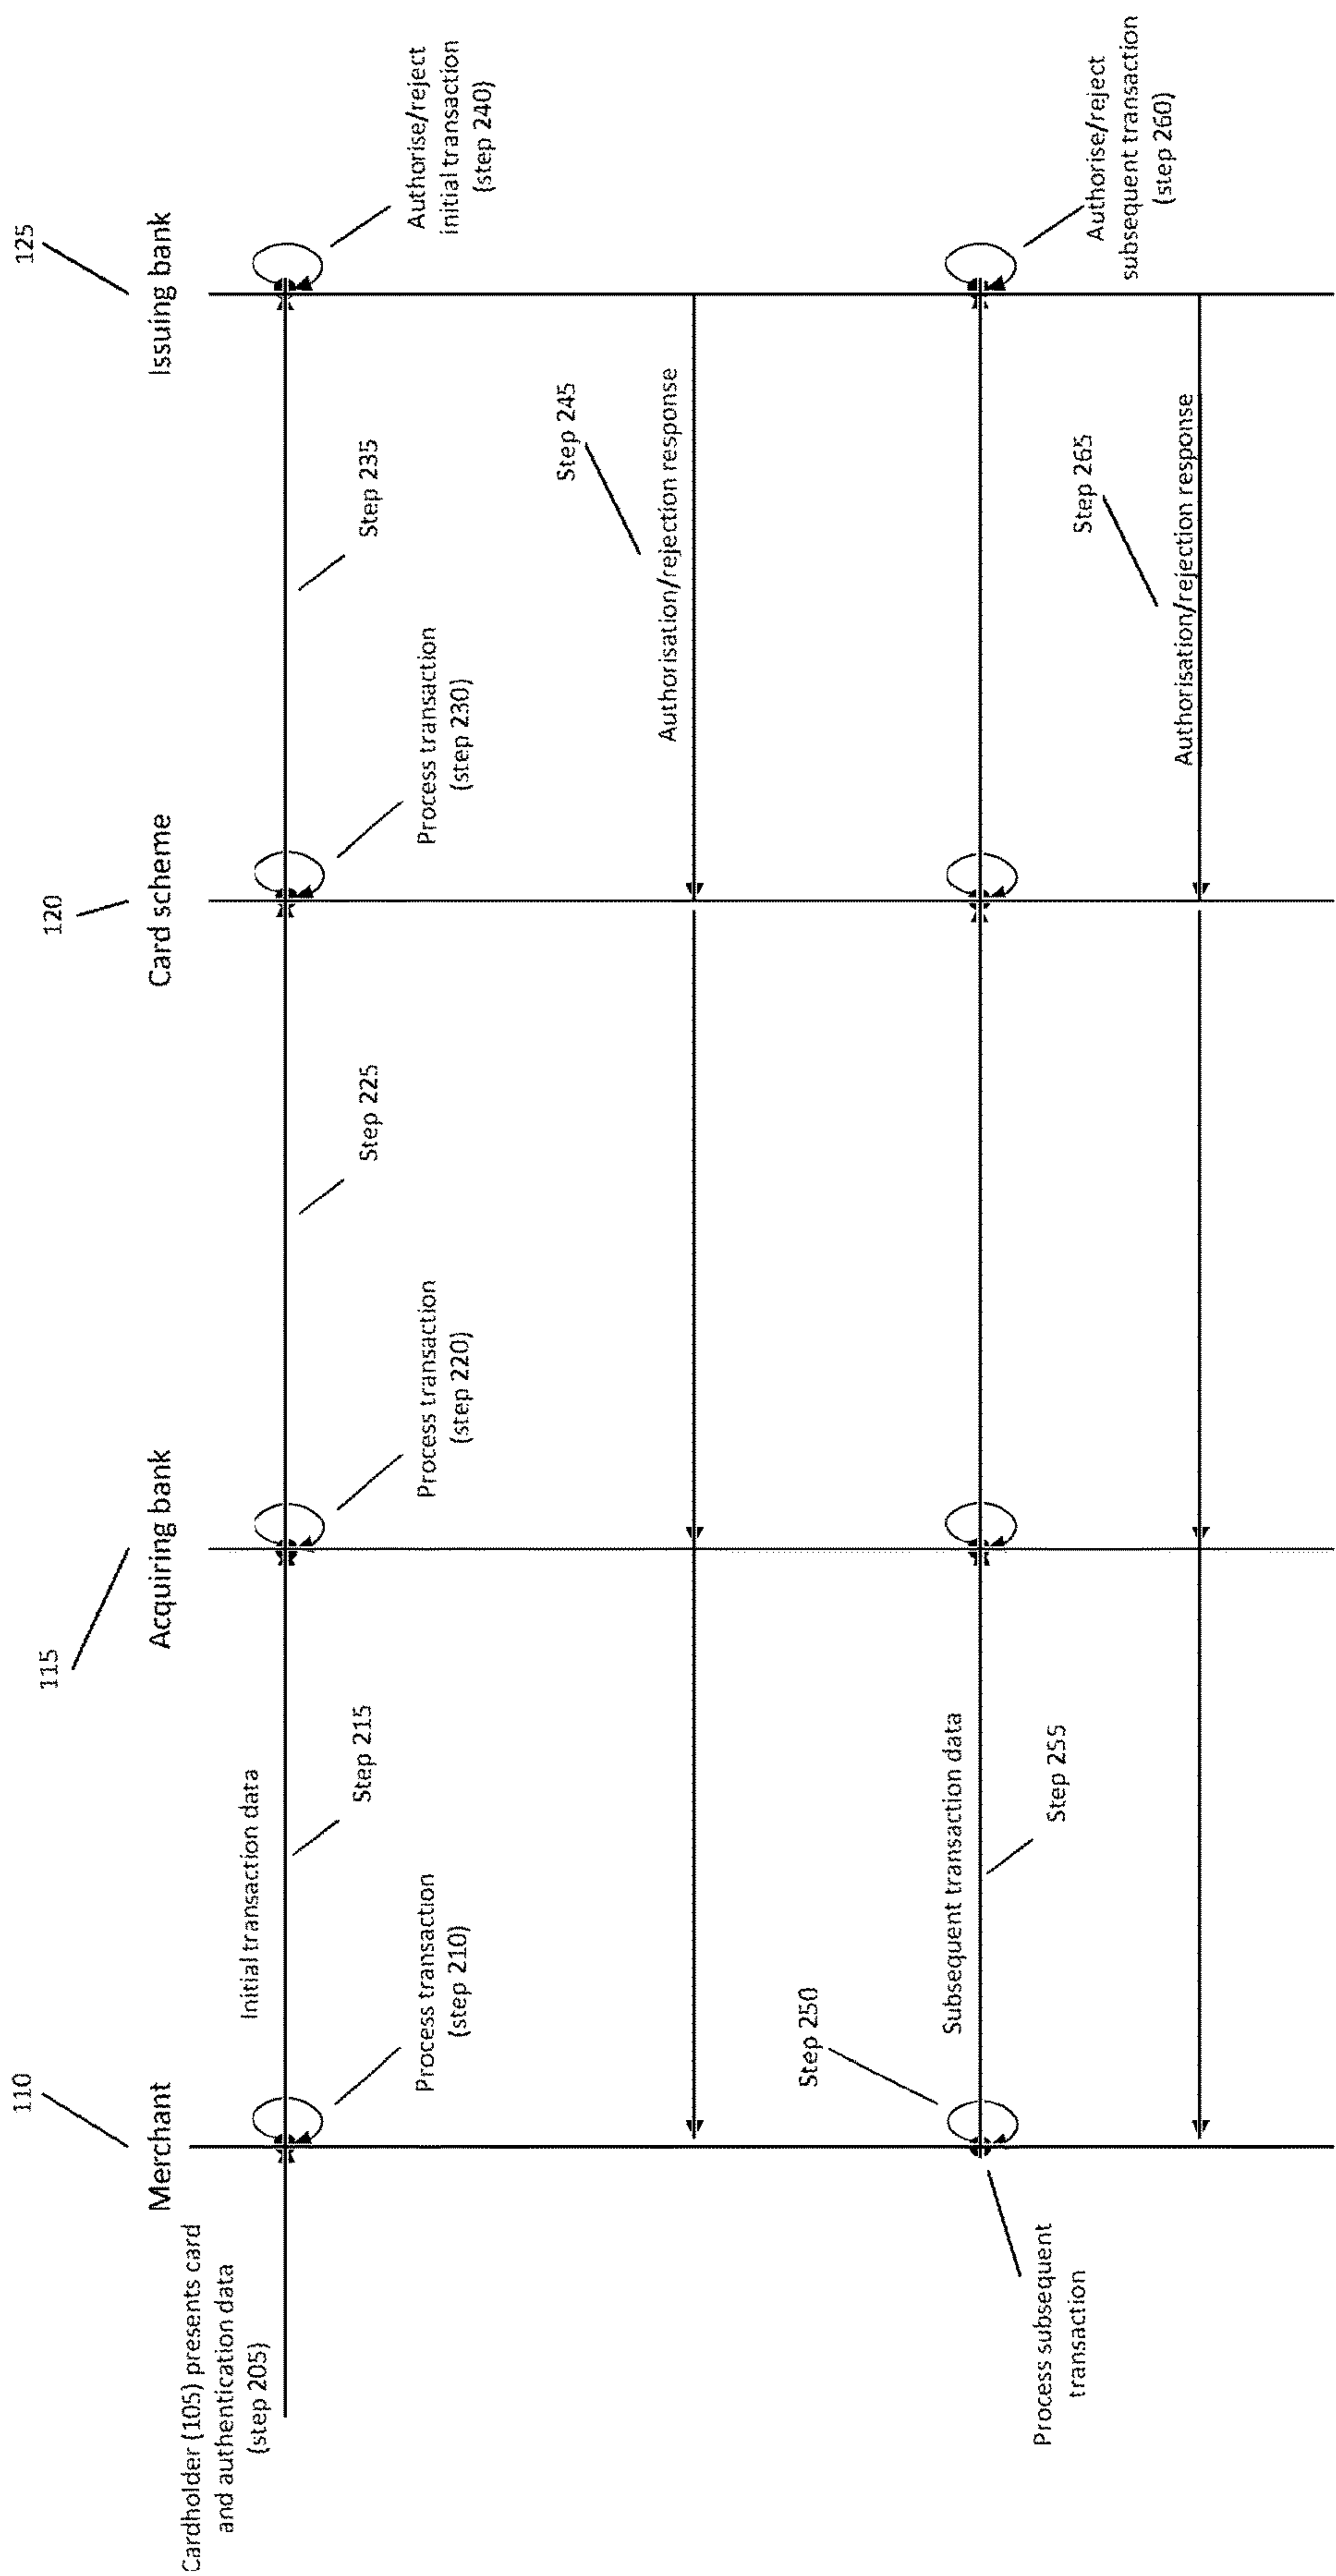 110
115
120
125
Merchant
Acquiring bank
Card scheme
Issuing bank
Cardholder (105) presents card
and authentication data
(step 205)
Initial transaction data
Step 215
Step 225
Step 235
Process transaction
(step 210)
Process transaction
(step 220)
Process transaction
(step 230)
Authorise/reject
initial transaction
(step 240)
Step 245
Authorisation/rejection response
Step 250
Process subsequent
transaction
Subsequent transaction data
Step 255
Authorise/reject
subsequent transaction
(step 260)
Step 265
Authorisation/rejection response